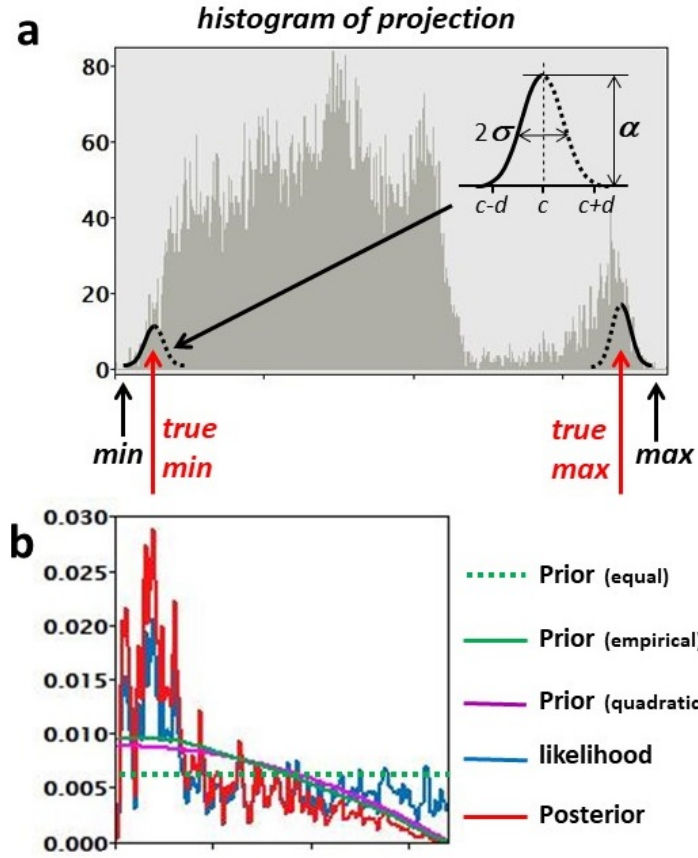 a
histogram of projection
80
60
40
20
0
2σ
α
c-d c c+d
min
true
min
true
max
max
b
0.030
0.025
0.020
0.015
0.010
0.005
0.000
Prior (equal)
Prior (empirical)
Prior (quadratic
likelihood
Posterior